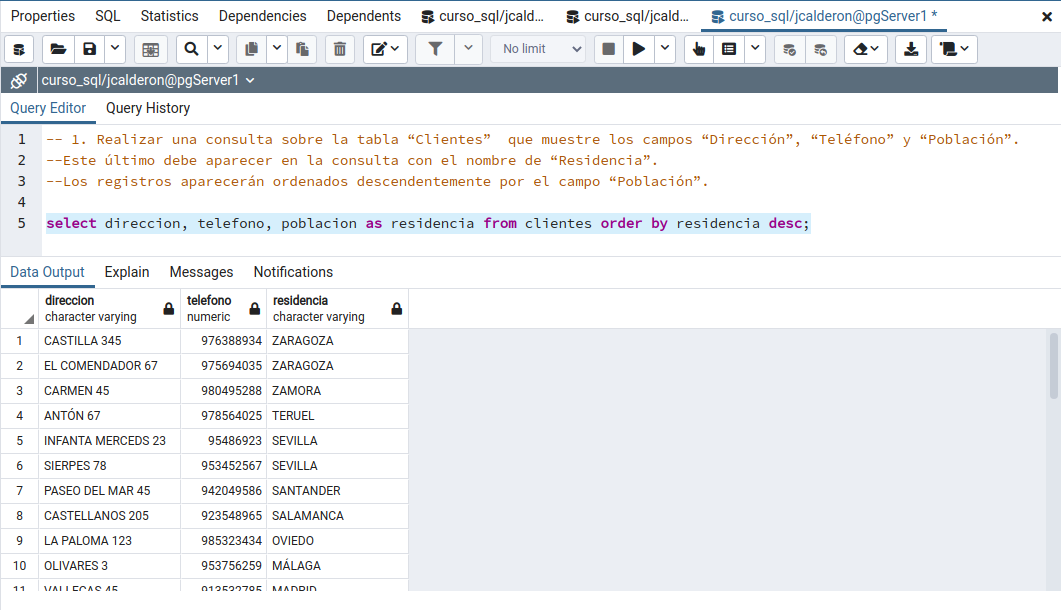 Properties SQL Statistics Dependencies Dependents curso_sql/jcald... curso_sql/jcald... curso_sql/jcalderon@pgServer1 *
No limit
curso_sql/jcalderon@pgServer1
Query Editor Query History
1 -- 1. Realizar una consulta sobre la tabla “Clientes”  que muestre los campos “Dirección”, “Teléfono” y “Población”.
2 --Este último debe aparecer en la consulta con el nombre de “Residencia”.
3 --Los registros aparecerán ordenados descendentemente por el campo “Población”.
4
5 select direccion, telefono, poblacion as residencia from clientes order by residencia desc;
Data Output Explain Messages Notifications
direccion telefono residencia
character varying numeric character varying
1 CASTILLA 345 976388934 ZARAGOZA
2 EL COMENDADOR 67 975694035 ZARAGOZA
3 CARMEN 45 980495288 ZAMORA
4 ANTÓN 67 978564025 TERUEL
5 INFANTA MERCEDS 23 95486923 SEVILLA
6 SIERPES 78 953452567 SEVILLA
7 PASEO DEL MAR 45 942049586 SANTANDER
8 CASTELLANOS 205 923548965 SALAMANCA
9 LA PALOMA 123 985323434 OVIEDO
10 OLIVARES 3 953756259 MÁLAGA
11 VALLECAS 45 913532785 MADRID